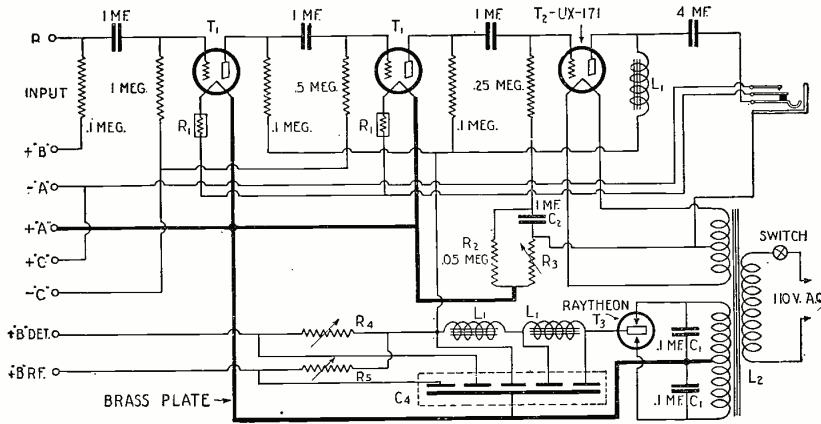 1 MF. T₁ 1 MF. T₁ 1 MF. T₂-UX-171 4 MF.
P
INPUT 1 MEG. .5 MEG. .25 MEG. L₁
.1 MEG. R₁ .1 MEG. R₁ .1 MEG.
+"B"
-"A"
+"A"
+"C"
-"C"
1 MF.
C₂
R₂
.05 MEG
R₃
SWITCH
110 V. A.C.
RAYTHEON
T₃
+"B" DET.
R₄ L₁ L₁
.1 MF. C₁
+"B" R.F.
R₅
L₂
BRASS PLATE
C₄
.1 MF. C₁